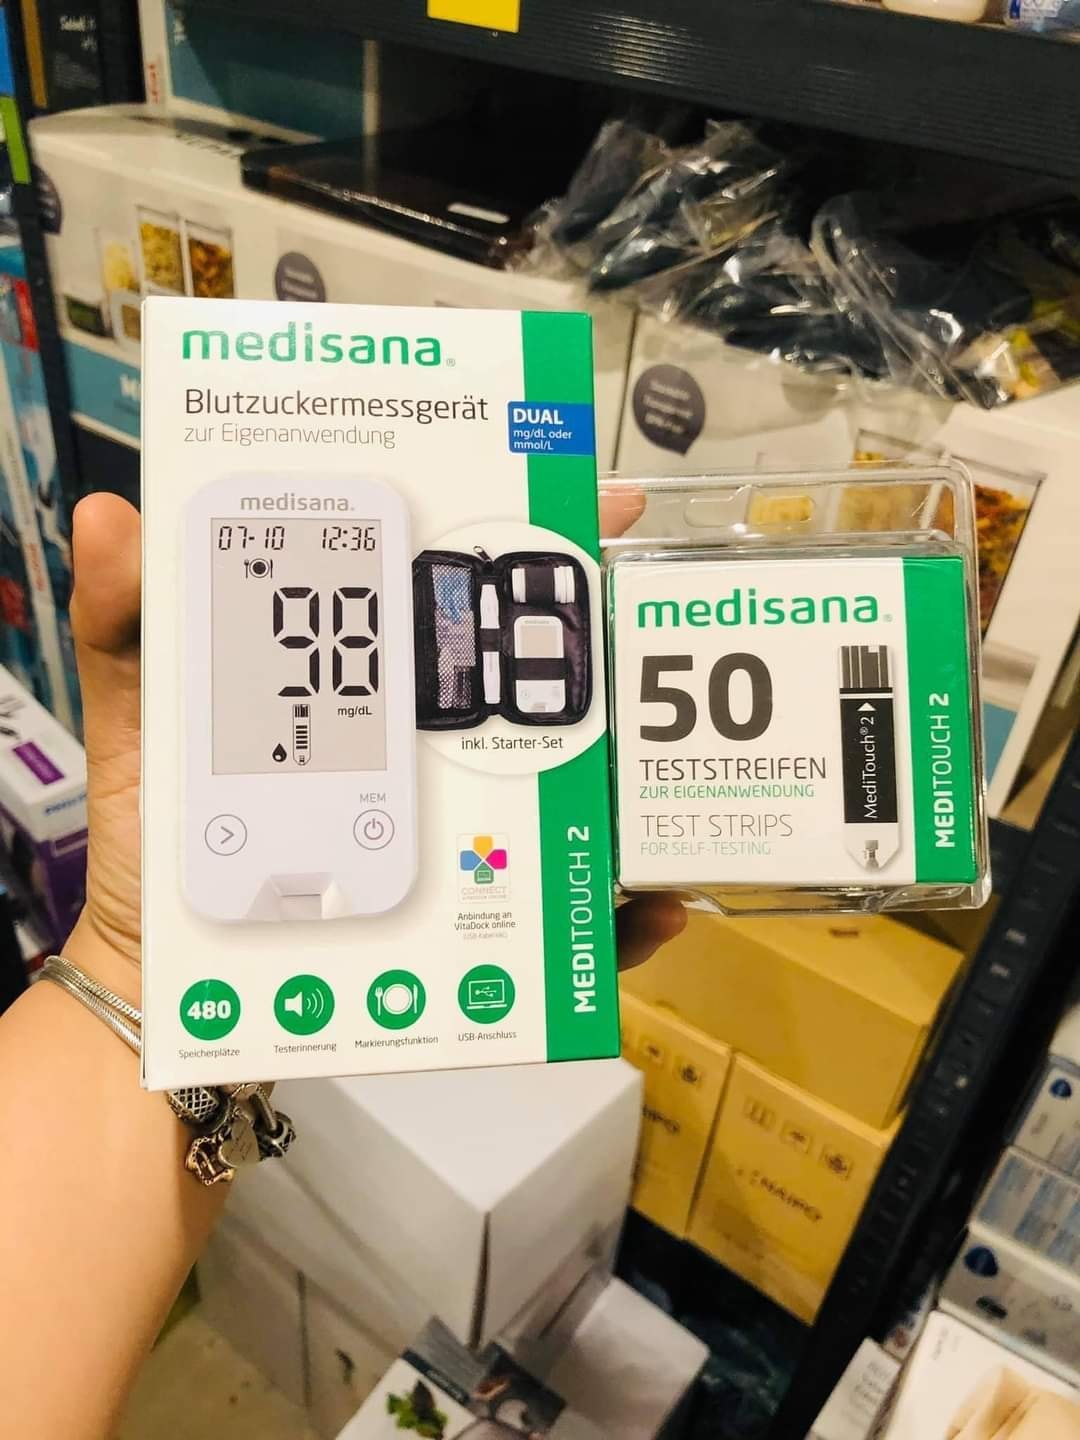 medisana®
Blutzuckermessgerät
zur Eigenanwendung
DUAL
mg/dL oder
mmol/L
medisana.
07-10 12:36
98
mg/dL
MEM
inkl. Starter-Set
CONNECT
Anbindung an
VitaDock online
MEDITOUCH 2
480
Speicherplätze
Testerinnerung
Markierungsfunktion
USB-Anschluss
medisana®
50
TESTSTREIFEN
ZUR EIGENANWENDUNG
TEST STRIPS
FOR SELF-TESTING
MediTouch® 2
MEDITOUCH 2